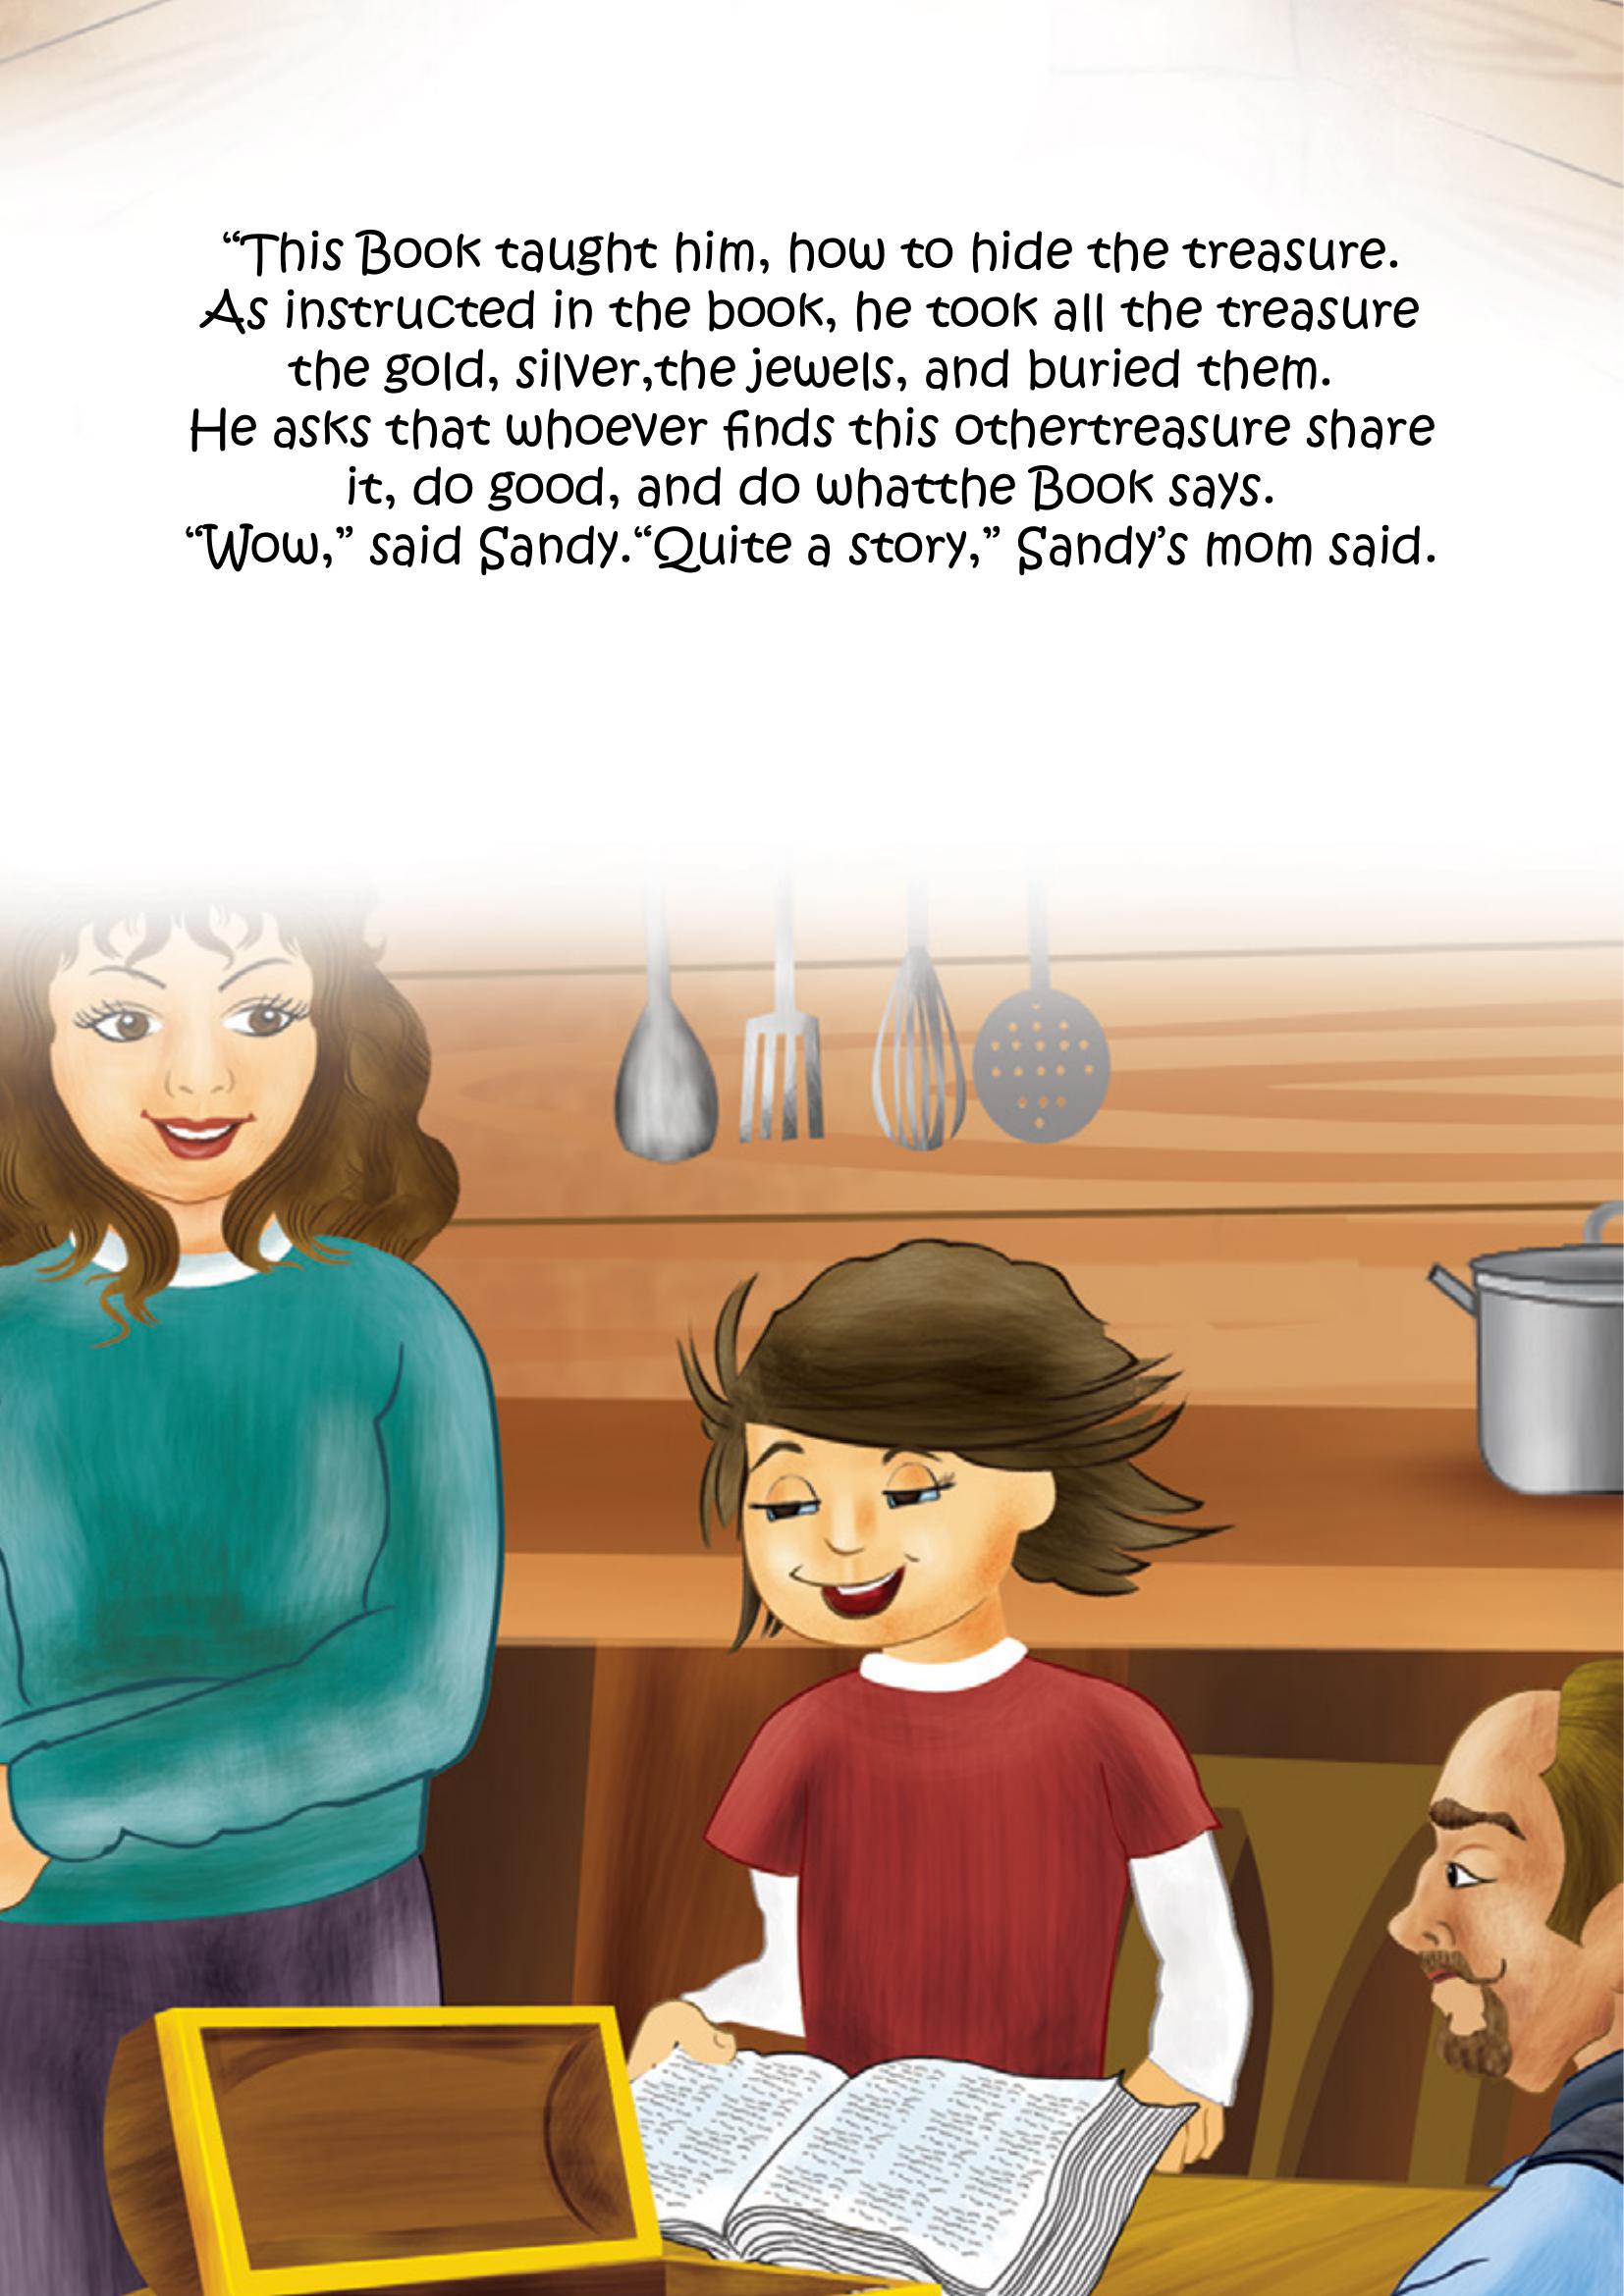 “This Book taught him, how to hide the treasure.
As instructed in the book, he took all the treasure
the gold, silver,the jewels, and buried them.
He asks that whoever finds this othertreasure share
it, do good, and do whatthe Book says.
“Wow,” said Sandy.“Quite a story,” Sandy’s mom said.